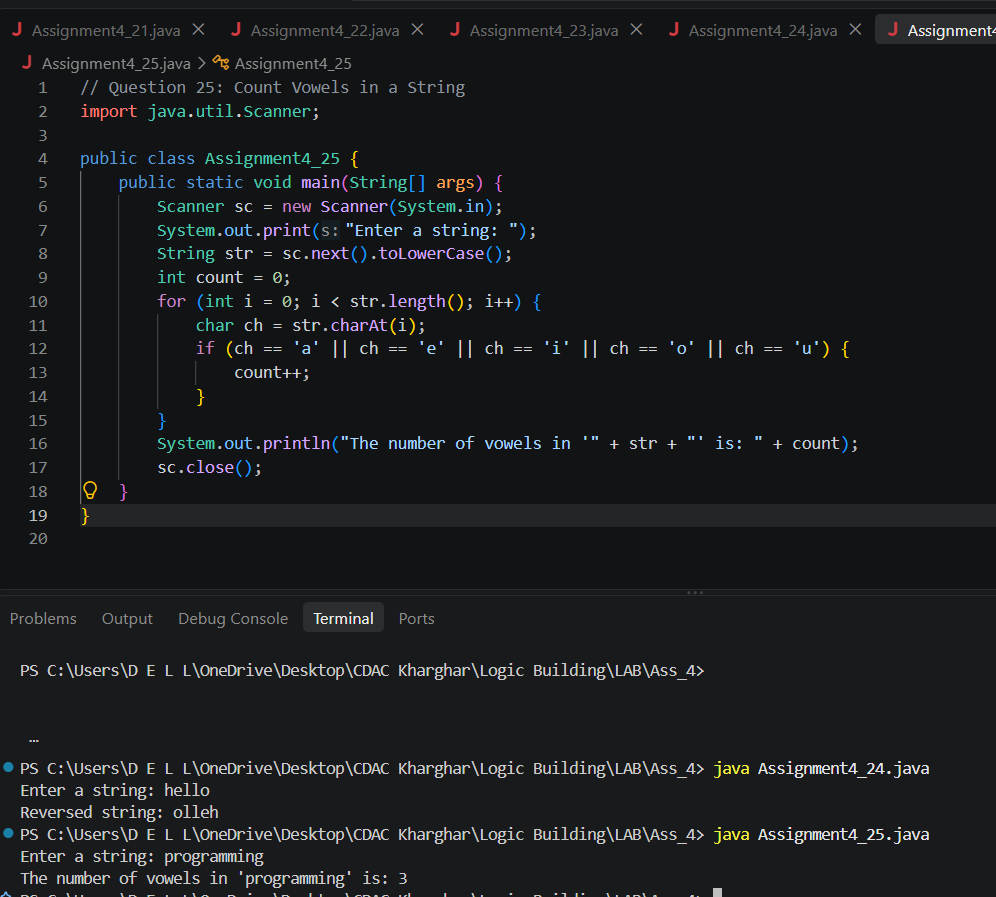 Assignment4_21.java Assignment4_22.java Assignment4_23.java Assignment4_24.java Assignment4
Assignment4_25.java > Assignment4_25
1 // Question 25: Count Vowels in a String
2 import java.util.Scanner;
3
4 public class Assignment4_25 {
5 public static void main(String[] args) {
6 Scanner sc = new Scanner(System.in);
7 System.out.print(s: "Enter a string: ");
8 String str = sc.next().toLowerCase();
9 int count = 0;
10 for (int i = 0; i < str.length(); i++) {
11 char ch = str.charAt(i);
12 if (ch == 'a' || ch == 'e' || ch == 'i' || ch == 'o' || ch == 'u') {
13 count++;
14 }
15 }
16 System.out.println("The number of vowels in '" + str + "' is: " + count);
17 sc.close();
18 }
19 }
20
Problems Output Debug Console Terminal Ports
PS C:\Users\D E L L\OneDrive\Desktop\CDAC Kharghar\Logic Building\LAB\Ass_4>
…
PS C:\Users\D E L L\OneDrive\Desktop\CDAC Kharghar\Logic Building\LAB\Ass_4> java Assignment4_24.java
Enter a string: hello
Reversed string: olleh
PS C:\Users\D E L L\OneDrive\Desktop\CDAC Kharghar\Logic Building\LAB\Ass_4> java Assignment4_25.java
Enter a string: programming
The number of vowels in 'programming' is: 3